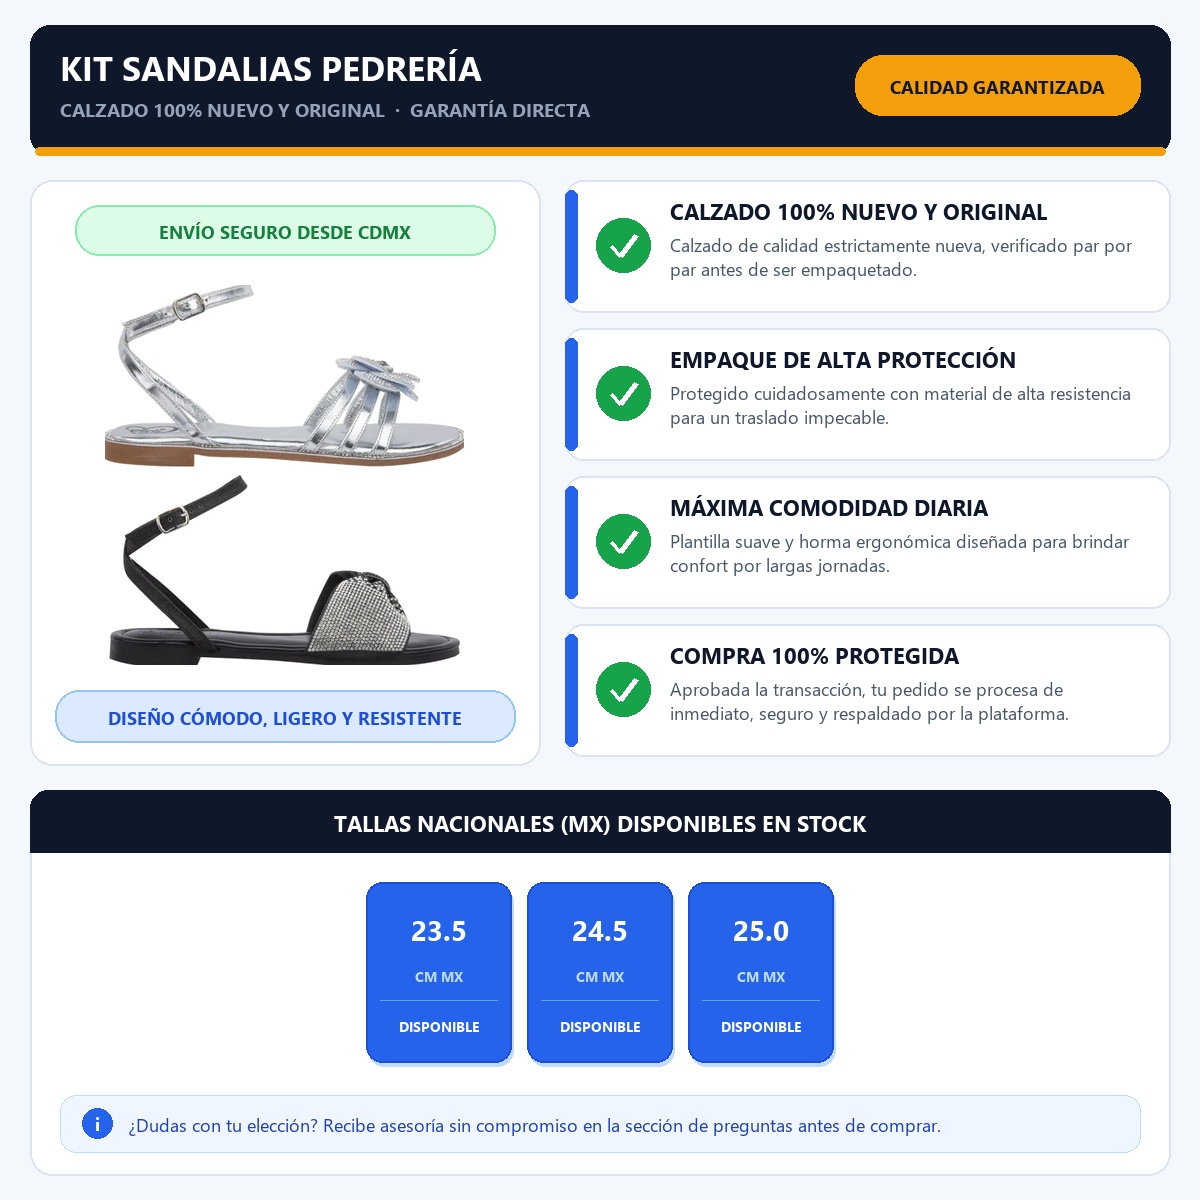 KIT SANDALIAS PEDRERÍA
CALZADO 100% NUEVO Y ORIGINAL · GARANTÍA DIRECTA
CALIDAD GARANTIZADA
ENVÍO SEGURO DESDE CDMX
DISEÑO CÓMODO, LIGERO Y RESISTENTE
CALZADO 100% NUEVO Y ORIGINAL
Calzado de calidad estrictamente nueva, verificado par por
par antes de ser empaquetado.
EMPAQUE DE ALTA PROTECCIÓN
Protegido cuidadosamente con material de alta resistencia
para un traslado impecable.
MÁXIMA COMODIDAD DIARIA
Plantilla suave y horma ergonómica diseñada para brindar
confort por largas jornadas.
COMPRA 100% PROTEGIDA
Aprobada la transacción, tu pedido se procesa de
inmediato, seguro y respaldado por la plataforma.
TALLAS NACIONALES (MX) DISPONIBLES EN STOCK
23.5
CM MX
DISPONIBLE
24.5
CM MX
DISPONIBLE
25.0
CM MX
DISPONIBLE
¿Dudas con tu elección? Recibe asesoría sin compromiso en la sección de preguntas antes de comprar.